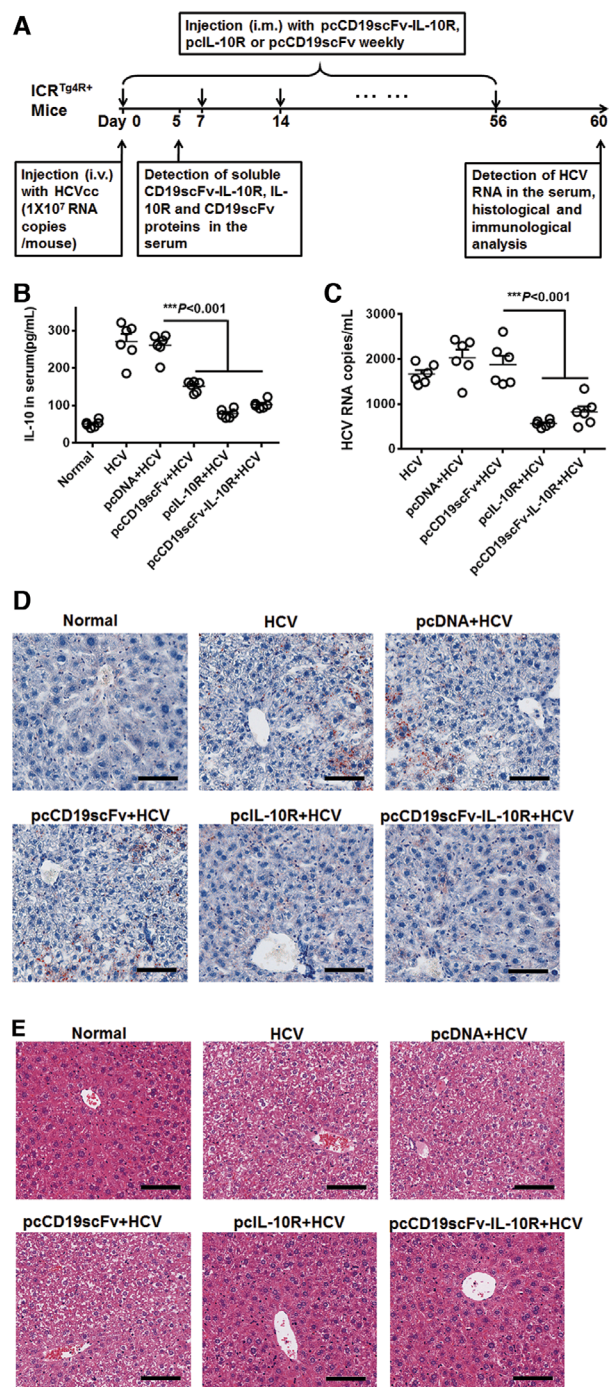 A
Injection (i.m.) with pcCD19scFv-IL-10R,
pcIL-10R or pcCD19scFv weekly
ICR^Tg4R+
Mice
... ...
Day 0 5 7 14 56 60
Injection (i.v.)
with HCVcc
(1X10⁷ RNA
copies
/mouse)
Detection of soluble
CD19scFv-IL-10R, IL-
10R and CD19scFv
proteins in the
serum
Detection of HCV
RNA in the serum,
histological and
immunological
analysis
B
***P<0.001
IL-10 in serum(pg/mL)
300
200
100
0
Normal
HCV
pcDNA+HCV
pcCD19scFv+HCV
pcIL-10R+HCV
pcCD19scFv-IL-10R+HCV
C
***P<0.001
HCV RNA copies/mL
3000
2000
1000
0
HCV
pcDNA+HCV
pcCD19scFv+HCV
pcIL-10R+HCV
pcCD19scFv-IL-10R+HCV
D
Normal HCV pcDNA+HCV
pcCD19scFv+HCV pcIL-10R+HCV pcCD19scFv-IL-10R+HCV
E
Normal HCV pcDNA+HCV
pcCD19scFv+HCV pcIL-10R+HCV pcCD19scFv-IL-10R+HCV